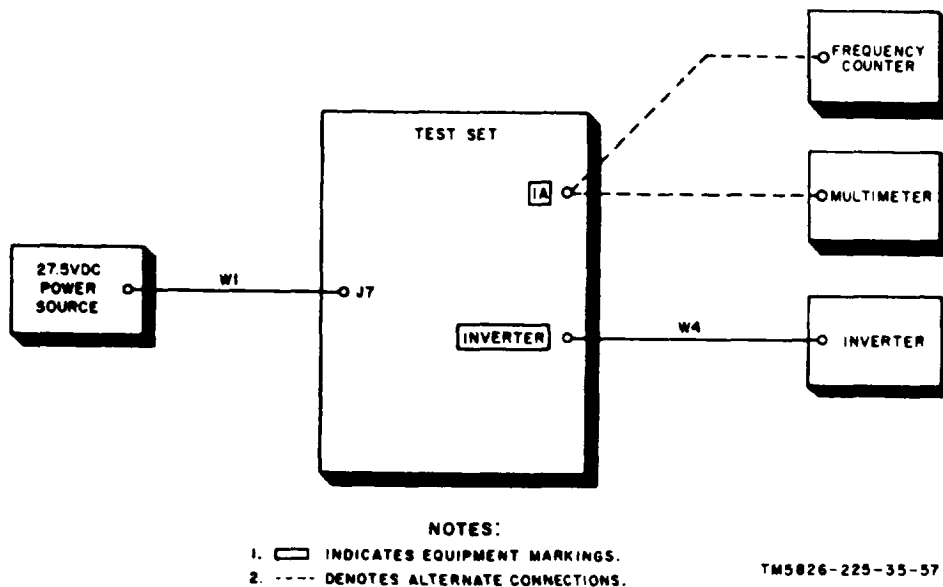 FREQUENCY
COUNTER
TEST SET
1A
MULTIMETER
27.5VDC
POWER
SOURCE
W1
J7
INVERTER
W4
INVERTER
NOTES:
1. INDICATES EQUIPMENT MARKINGS.
2. ---- DENOTES ALTERNATE CONNECTIONS.
TM5826-225-35-57